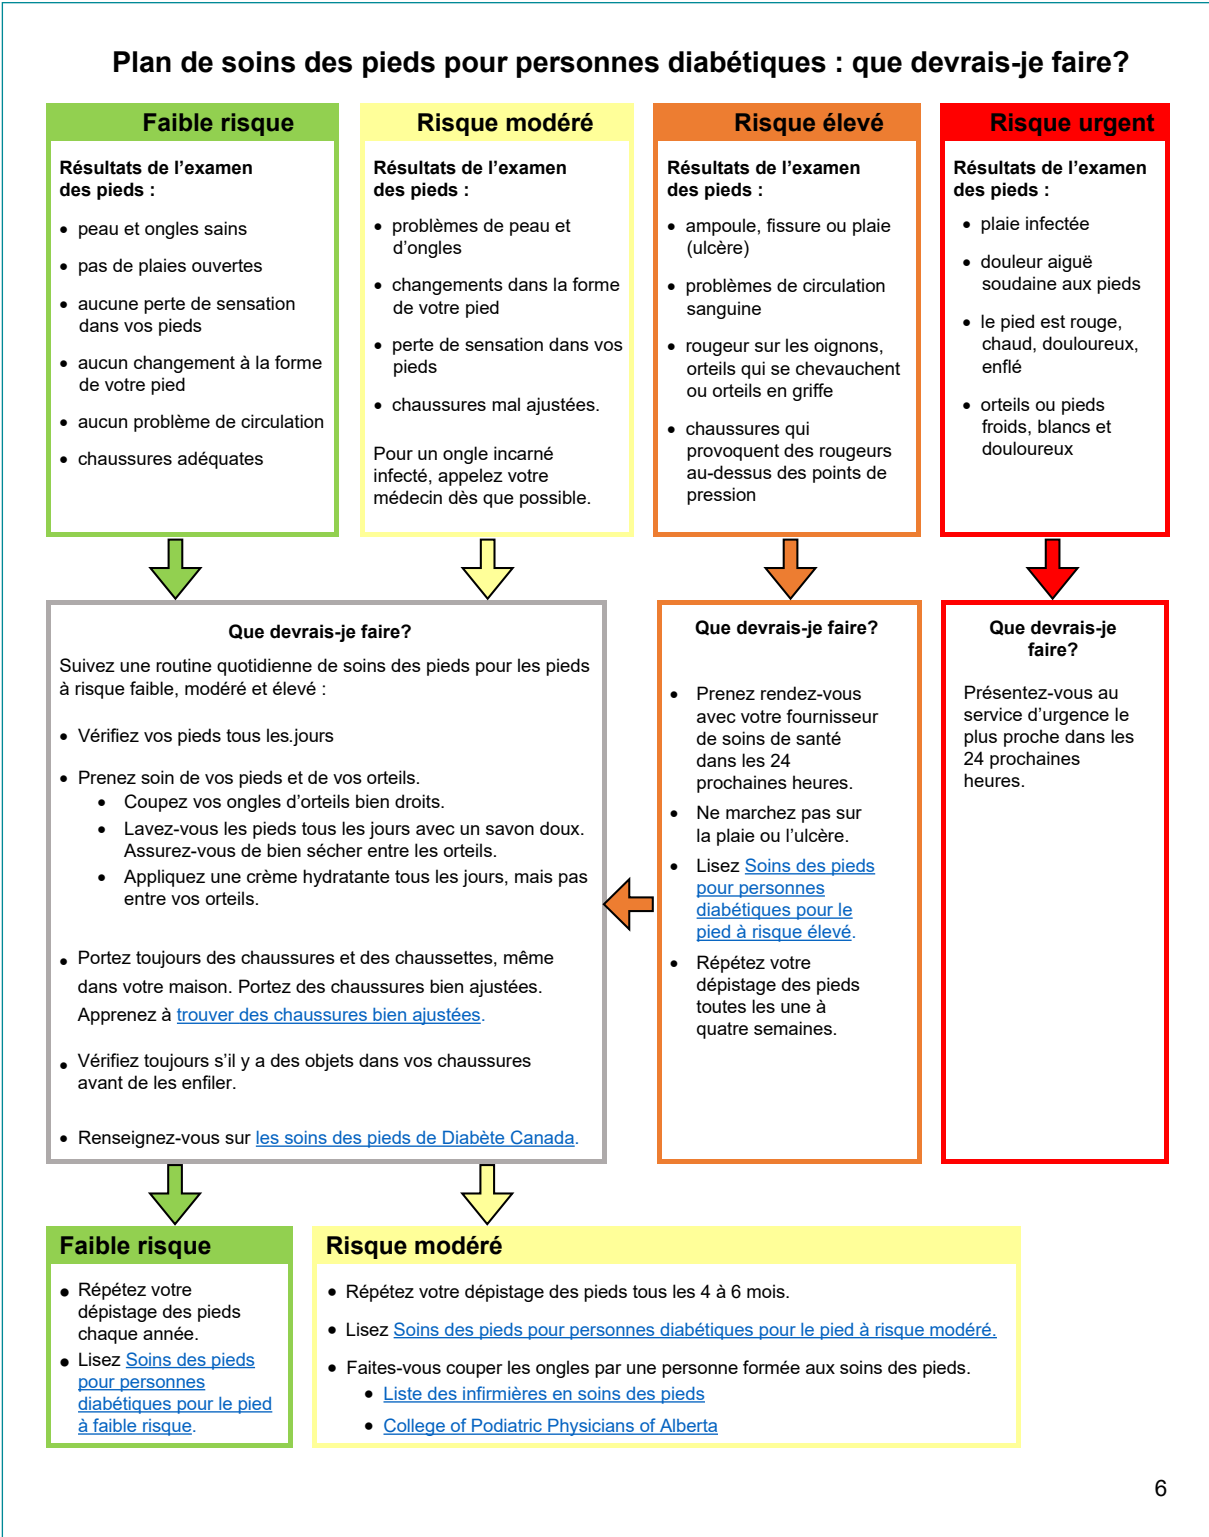 Plan de soins des pieds pour personnes diabétiques : que devrais-je faire?
Faible risque
Résultats de l'examen
des pieds :
• peau et ongles sains
• pas de plaies ouvertes
• aucune perte de sensation
dans vos pieds
• aucun changement à la forme
de votre pied
• aucun problème de circulation
• chaussures adéquates
Risque modéré
Résultats de l'examen
des pieds :
• problèmes de peau et
d'ongles
• changements dans la forme
de votre pied
• perte de sensation dans vos
pieds
• chaussures mal ajustées.
Pour un ongle incarné
infecté, appelez votre
médecin dès que possible.
Risque élevé
Résultats de l'examen
des pieds :
• ampoule, fissure ou plaie
(ulcère)
• problèmes de circulation
sanguine
• rougeur sur les oignons,
orteils qui se chevauchent
ou orteils en griffe
• chaussures qui
provoquent des rougeurs
au-dessus des points de
pression
Risque urgent
Résultats de l'examen
des pieds :
• plaie infectée
• douleur aiguë
soudaine aux pieds
• le pied est rouge,
chaud, douloureux,
enflé
• orteils ou pieds
froids, blancs et
douloureux
Que devrais-je faire?
Suivez une routine quotidienne de soins des pieds pour les pieds
à risque faible, modéré et élevé :
• Vérifiez vos pieds tous les.jours
• Prenez soin de vos pieds et de vos orteils.
• Coupez vos ongles d'orteils bien droits.
• Lavez-vous les pieds tous les jours avec un savon doux.
Assurez-vous de bien sécher entre les orteils.
• Appliquez une crème hydratante tous les jours, mais pas
entre vos orteils.
• Portez toujours des chaussures et des chaussettes, même
dans votre maison. Portez des chaussures bien ajustées.
Apprenez à trouver des chaussures bien ajustées.
• Vérifiez toujours s'il y a des objets dans vos chaussures
avant de les enfiler.
• Renseignez-vous sur les soins des pieds de Diabète Canada.
Que devrais-je faire?
• Prenez rendez-vous
avec votre fournisseur
de soins de santé
dans les 24
prochaines heures.
• Ne marchez pas sur
la plaie ou l'ulcère.
• Lisez Soins des pieds
pour personnes
diabétiques pour le
pied à risque élevé.
• Répétez votre
dépistage des pieds
toutes les une à
quatre semaines.
Que devrais-je
faire?
Présentez-vous au
service d'urgence le
plus proche dans les
24 prochaines
heures.
Faible risque
• Répétez votre
dépistage des pieds
chaque année.
• Lisez Soins des pieds
pour personnes
diabétiques pour le pied
à faible risque.
Risque modéré
• Répétez votre dépistage des pieds tous les 4 à 6 mois.
• Lisez Soins des pieds pour personnes diabétiques pour le pied à risque modéré.
• Faites-vous couper les ongles par une personne formée aux soins des pieds.
• Liste des infirmières en soins des pieds
• College of Podiatric Physicians of Alberta
6